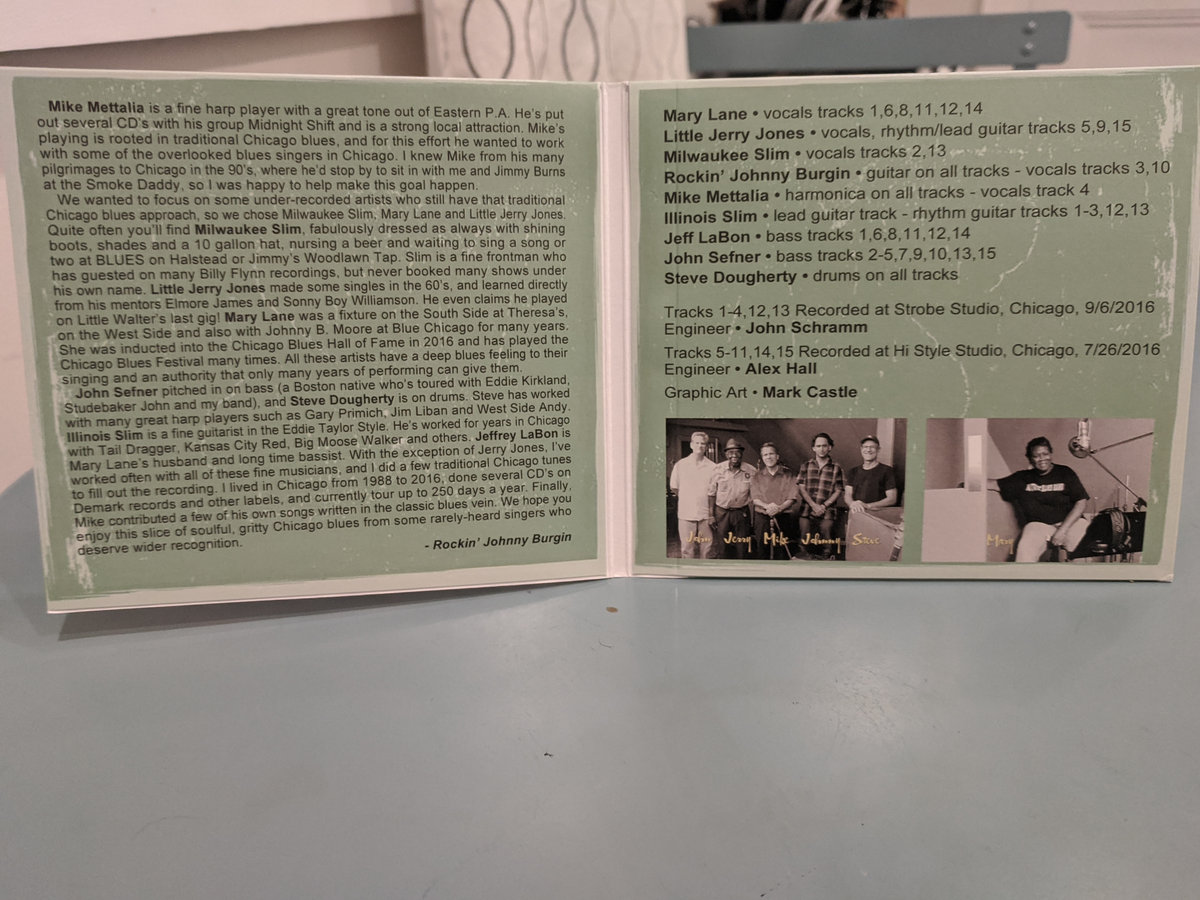 Mike Mettalia is a fine harp player with a great tone out of Eastern P.A. He's put
out several CD's with his group Midnight Shift and is a strong local attraction. Mike's
playing is rooted in traditional Chicago blues, and for this effort he wanted to work
with some of the overlooked blues singers in Chicago. I knew Mike from his many
pilgrimages to Chicago in the 90's, where he'd stop by to sit in with me and Jimmy Burns
at the Smoke Daddy, so I was happy to help make this goal happen.
We wanted to focus on some under-recorded artists who still have that traditional
Chicago blues approach, so we chose Milwaukee Slim, Mary Lane and Little Jerry Jones.
Quite often you'll find Milwaukee Slim, fabulously dressed as always with shining
boots, shades and a 10 gallon hat, nursing a beer and waiting to sing a song or
two at BLUES on Halstead or Jimmy's Woodlawn Tap. Slim is a fine frontman who
has guested on many Billy Flynn recordings, but never booked many shows under
his own name. Little Jerry Jones made some singles in the 60's, and learned directly
from his mentors Elmore James and Sonny Boy Williamson. He even claims he played
on Little Walter's last gig! Mary Lane was a fixture on the South Side at Theresa's,
on the West Side and also with Johnny B. Moore at Blue Chicago for many years.
She was inducted into the Chicago Blues Hall of Fame in 2016 and has played the
Chicago Blues Festival many times. All these artists have a deep blues feeling to their
singing and an authority that only many years of performing can give them.
John Sefner pitched in on bass (a Boston native who's toured with Eddie Kirkland,
Studebaker John and my band), and Steve Dougherty is on drums. Steve has worked
with many great harp players such as Gary Primich, Jim Liban and West Side Andy.
Illinois Slim is a fine guitarist in the Eddie Taylor Style. He's worked for years in Chicago
with Tail Dragger, Kansas City Red, Big Moose Walker and others. Jeffrey LaBon is
Mary Lane's husband and long time bassist. With the exception of Jerry Jones, I've
worked often with all of these fine musicians, and I did a few traditional Chicago tunes
to fill out the recording. I lived in Chicago from 1988 to 2016, done several CD's on
Demark records and other labels, and currently tour up to 250 days a year. Finally,
Mike contributed a few of his own songs written in the classic blues vein. We hope you
enjoy this slice of soulful, gritty Chicago blues from some rarely-heard singers who
deserve wider recognition.
- Rockin' Johnny Burgin
Mary Lane • vocals tracks 1,6,8,11,12,14
Little Jerry Jones • vocals, rhythm/lead guitar tracks 5,9,15
Milwaukee Slim • vocals tracks 2,13
Rockin' Johnny Burgin • guitar on all tracks - vocals tracks 3,10
Mike Mettalia • harmonica on all tracks - vocals track 4
Illinois Slim • lead guitar track - rhythm guitar tracks 1-3,12,13
Jeff LaBon • bass tracks 1,6,8,11,12,14
John Sefner • bass tracks 2-5,7,9,10,13,15
Steve Dougherty • drums on all tracks
Tracks 1-4,12,13 Recorded at Strobe Studio, Chicago, 9/6/2016
Engineer • John Schramm
Tracks 5-11,14,15 Recorded at Hi Style Studio, Chicago, 7/26/2016
Engineer • Alex Hall
Graphic Art • Mark Castle
John Jerry Mike Johnny Steve
Mary